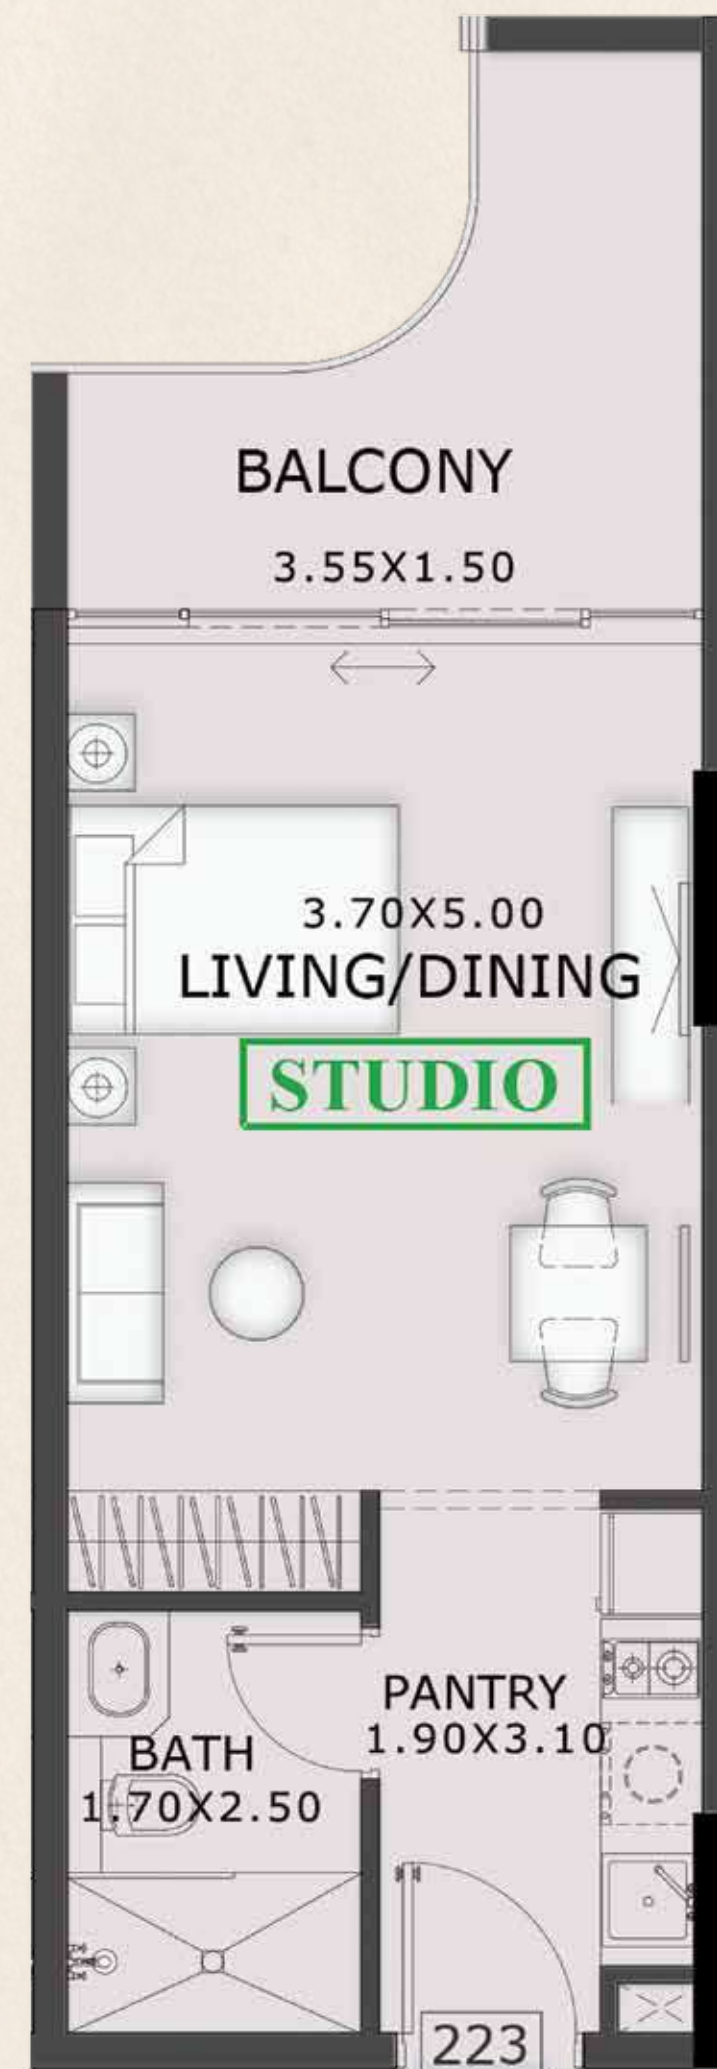 BALCONY
3.55X1.50
3.70X5.00
LIVING/DINING
STUDIO
PANTRY
1.90X3.10
BATH
1.70X2.50
223